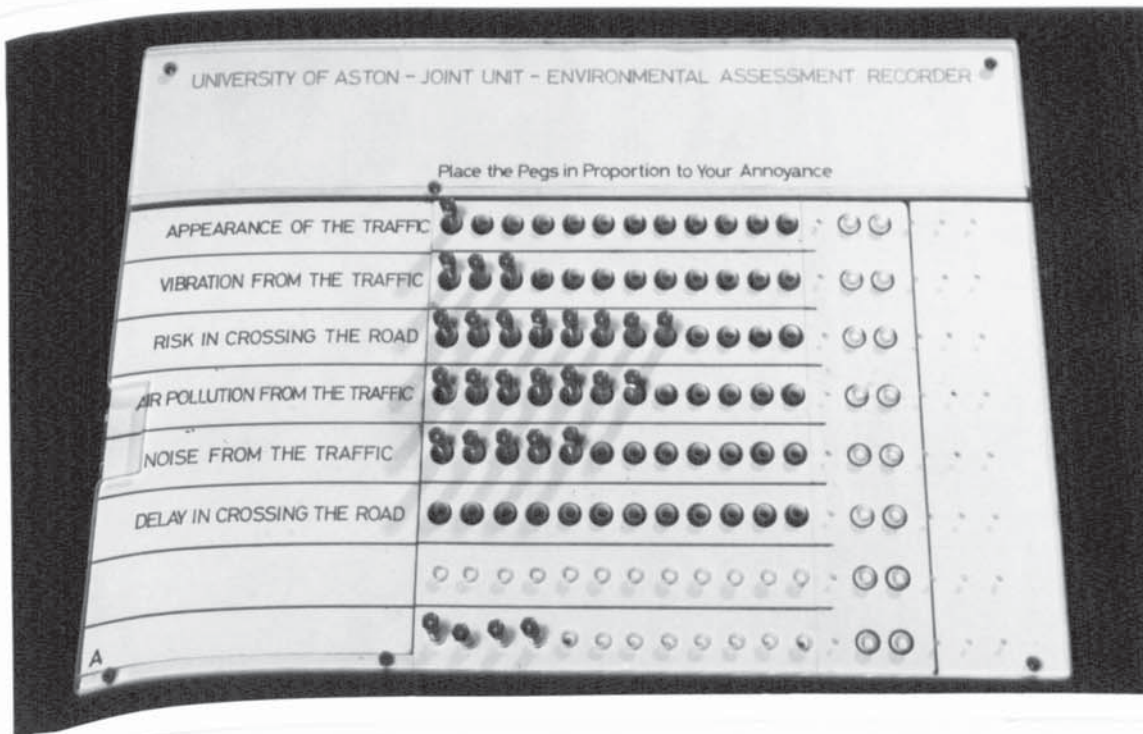 UNIVERSITY OF ASTON – JOINT UNIT – ENVIRONMENTAL ASSESSMENT RECORDER
Place the Pegs in Proportion to Your Annoyance
APPEARANCE OF THE TRAFFIC
VIBRATION FROM THE TRAFFIC
RISK IN CROSSING THE ROAD
AIR POLLUTION FROM THE TRAFFIC
NOISE FROM THE TRAFFIC
DELAY IN CROSSING THE ROAD
A